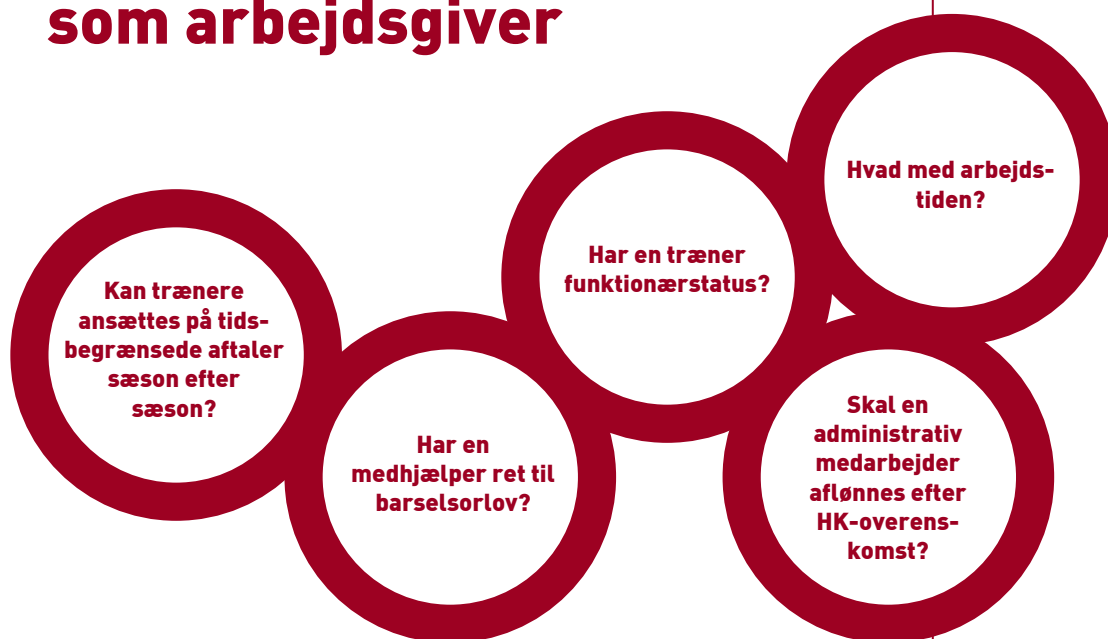 som arbejdsgiver
Hvad med arbejds-
tiden?
Har en træner
funktionærstatus?
Kan trænere
ansættes på tids-
begrænsede aftaler
sæson efter
sæson?
Har en
medhjælper ret til
barselsorlov?
Skal en
administrativ
medarbejder
aflønnes efter
HK-overens-
komst?